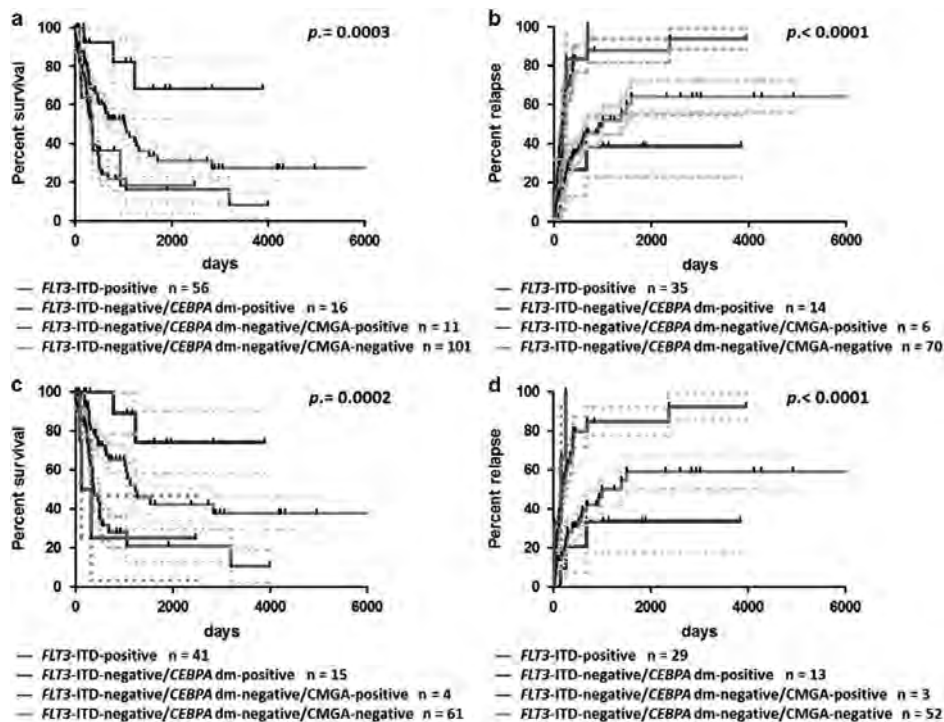 a
p.= 0.0003
Percent survival
100
80
60
40
20
0
0 2000 4000 6000
days
— FLT3-ITD-positive n = 56
— FLT3-ITD-negative/CEBPA dm-positive n = 16
— FLT3-ITD-negative/CEBPA dm-negative/CMGA-positive n = 11
— FLT3-ITD-negative/CEBPA dm-negative/CMGA-negative n = 101
b
p.< 0.0001
Percent relapse
100
80
60
40
20
0
0 2000 4000 6000
days
— FLT3-ITD-positive n = 35
— FLT3-ITD-negative/CEBPA dm-positive n = 14
— FLT3-ITD-negative/CEBPA dm-negative/CMGA-positive n = 6
— FLT3-ITD-negative/CEBPA dm-negative/CMGA-negative n = 70
c
p.= 0.0002
Percent survival
100
80
60
40
20
0
0 2000 4000 6000
days
— FLT3-ITD-positive n = 41
— FLT3-ITD-negative/CEBPA dm-positive n = 15
— FLT3-ITD-negative/CEBPA dm-negative/CMGA-positive n = 4
— FLT3-ITD-negative/CEBPA dm-negative/CMGA-negative n = 61
d
p.< 0.0001
Percent relapse
100
80
60
40
20
0
0 2000 4000 6000
days
— FLT3-ITD-positive n = 29
— FLT3-ITD-negative/CEBPA dm-positive n = 13
— FLT3-ITD-negative/CEBPA dm-negative/CMGA-positive n = 3
— FLT3-ITD-negative/CEBPA dm-negative/CMGA-negative n = 52